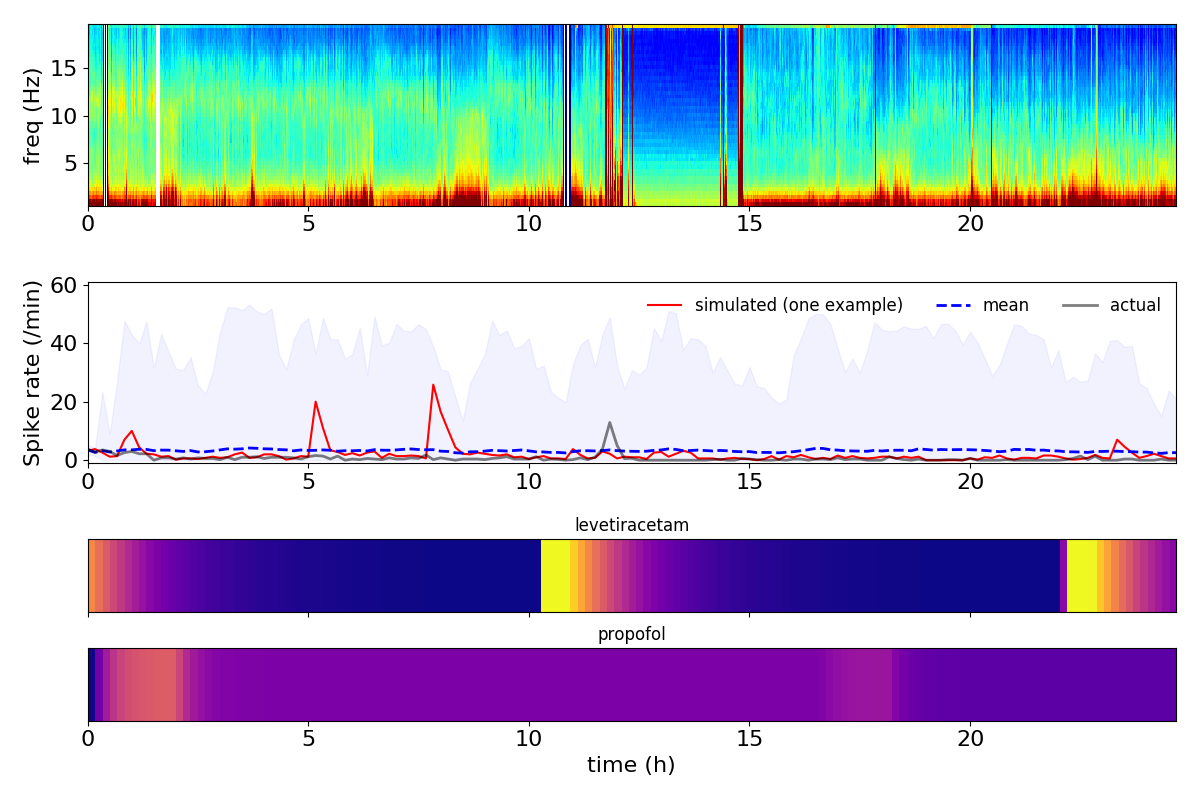 freq (Hz)
15
10
5
0 5 10 15 20
Spike rate (/min)
60
40
20
0
simulated (one example) mean actual
0 5 10 15 20
levetiracetam
propofol
0 5 10 15 20
time (h)